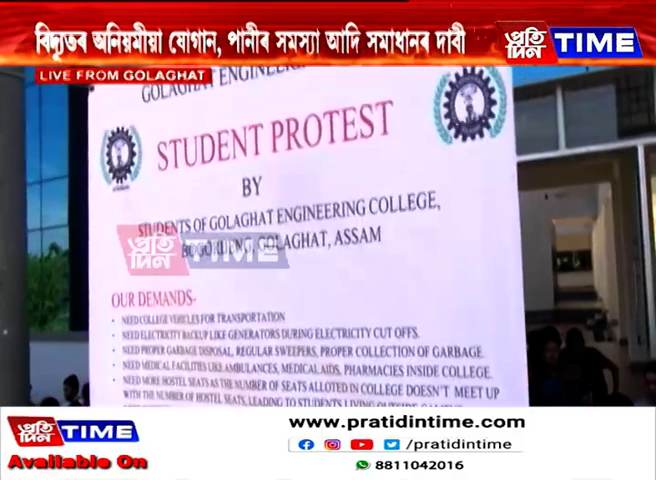 বিদ্যুতৰ অনিয়মীয়া যোগান, পানীৰ সমস্যা আদি সমাধানৰ দাবী
প্ৰতি দিন TIME
LIVE FROM GOLAGHAT
GOLAGHAT ENGINEERING
STUDENT PROTEST
BY
STUDENTS OF GOLAGHAT ENGINEERING COLLEGE,
BOGORIJENG, GOLAGHAT, ASSAM
প্ৰতি দিন TIME
OUR DEMANDS-
• NEED COLLEGE VEHICLES FOR TRANSPORTATION
• NEED ELECTRICITY BACKUP LIKE GENERATORS DURING ELECTRICITY CUT OFFS.
• NEED PROPER GARBAGE DISPOSAL, REGULAR SWEEPERS, PROPER COLLECTION OF GARBAGE.
• NEED MEDICAL FACILITIES LIKE AMBULANCES, MEDICAL AIDS, PHARMACIES INSIDE COLLEGE.
• NEED MORE HOSTEL SEATS AS THE NUMBER OF SEATS ALLOTED IN COLLEGE DOESN'T MEET UP
WITH THE NUMBER OF HOSTEL SEATS, LEADING TO STUDENTS LIVING OUTSIDE
প্ৰতি দিন TIME
Available On
www.pratidintime.com
/pratidintime
8811042016